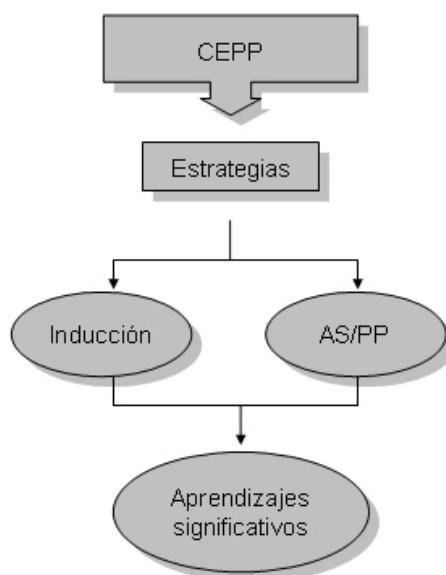 CEPP
Estrategias
Inducción
AS/PP
Aprendizajes
significativos